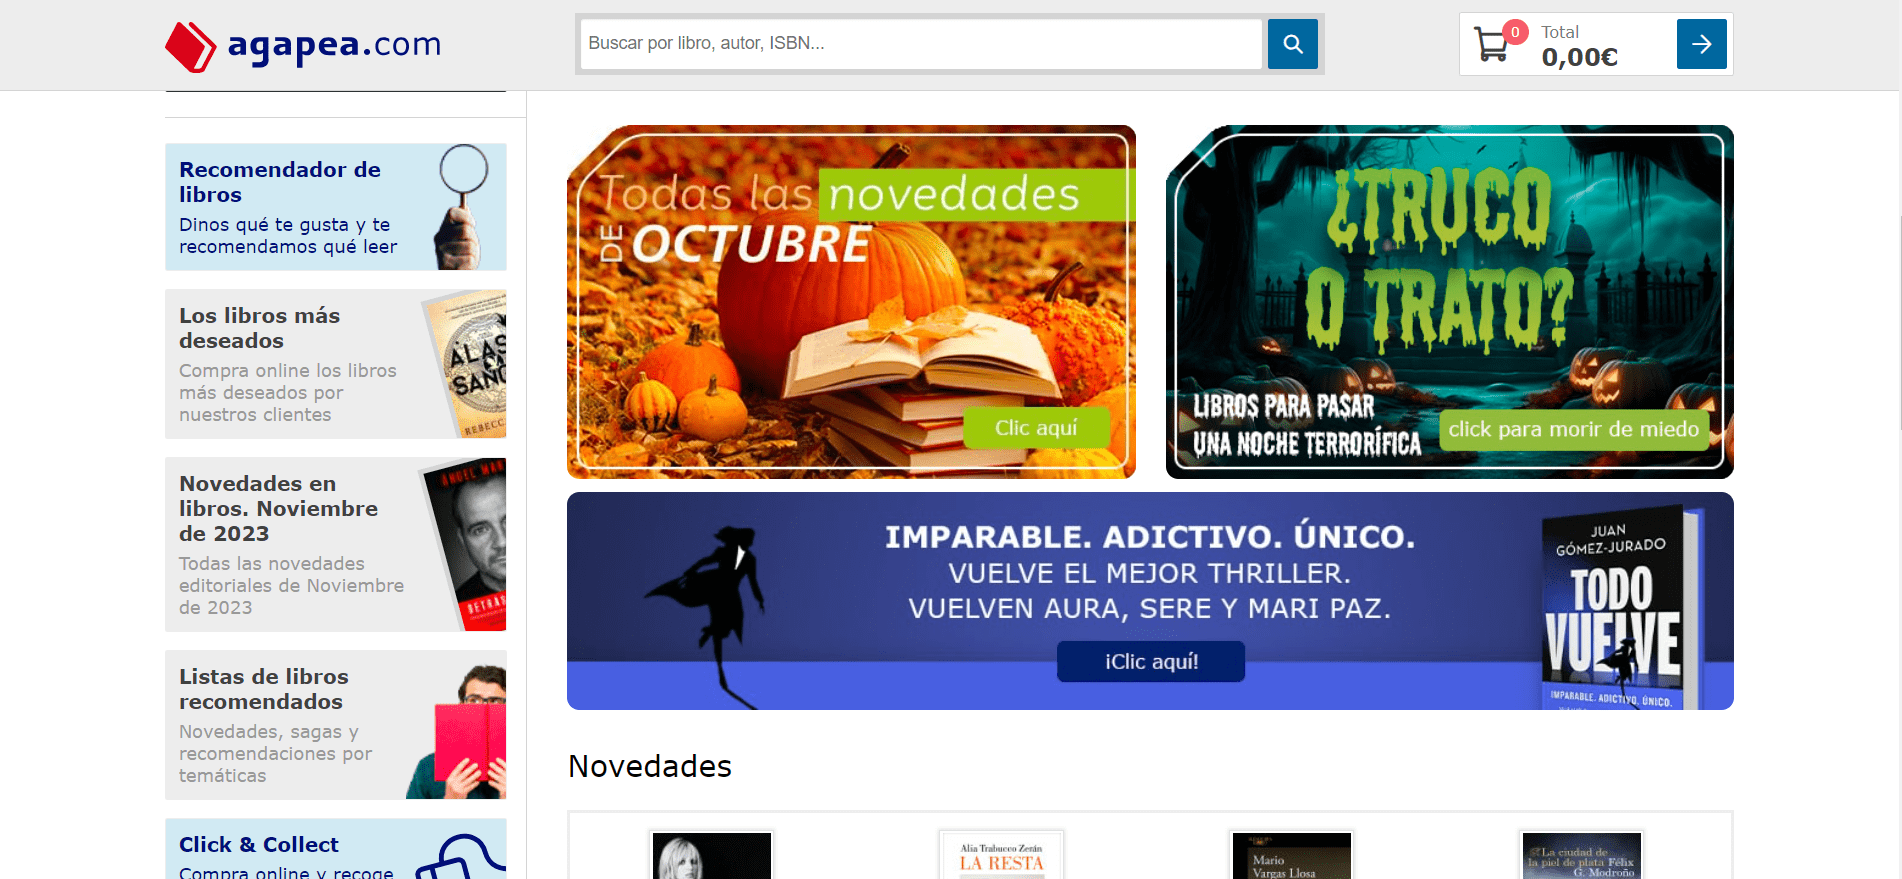 agapea.com
Buscar por libro, autor, ISBN...
0
Total
0,00€
Recomendador de
libros
Dinos qué te gusta y te
recomendamos qué leer
Los libros más
deseados
Compra online los libros
más deseados por
nuestros clientes
ALAS
SANG
REBECC
Novedades en
libros. Noviembre
de 2023
Todas las novedades
editoriales de Noviembre
de 2023
ÁNGEL MAR
DETRAS
Listas de libros
recomendados
Novedades, sagas y
recomendaciones por
temáticas
Click & Collect
Compra online y recoge
Todas las novedades
DE OCTUBRE
Clic aquí
¿TRUCO
O TRATO?
LIBROS PARA PASAR
UNA NOCHE TERRORÍFICA
click para morir de miedo
IMPARABLE. ADICTIVO. ÚNICO.
VUELVE EL MEJOR THRILLER.
VUELVEN AURA, SERE Y MARI PAZ.
¡Clic aquí!
JUAN
GÓMEZ-JURADO
TODO
VUELVE
IMPARABLE. ADICTIVO. ÚNICO.
Novedades
Alia Trabucco Zerán
LA RESTA
Mario
Vargas Llosa
La ciudad de
la piel de plata Félix
G. Modroño